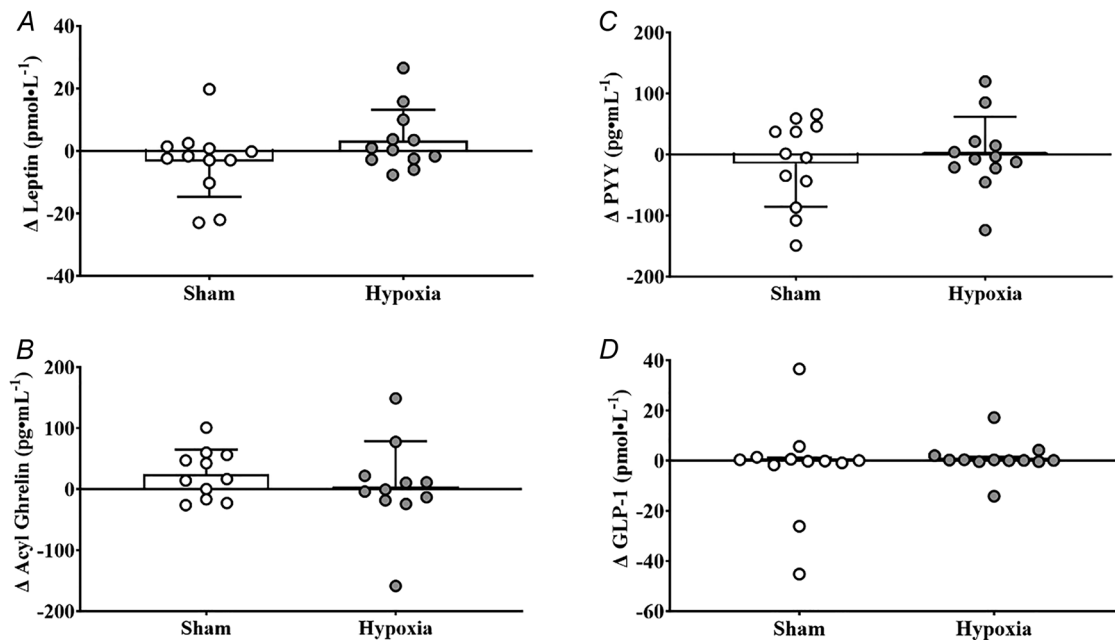 A
Δ Leptin (pmol•L⁻¹)
40
20
0
-20
-40
Sham Hypoxia
B
Δ Acyl Ghrelin (pg•mL⁻¹)
200
100
0
-100
-200
Sham Hypoxia
C
Δ PYY (pg•mL⁻¹)
200
100
0
-100
-200
Sham Hypoxia
D
Δ GLP-1 (pmol•L⁻¹)
40
20
0
-20
-40
-60
Sham Hypoxia